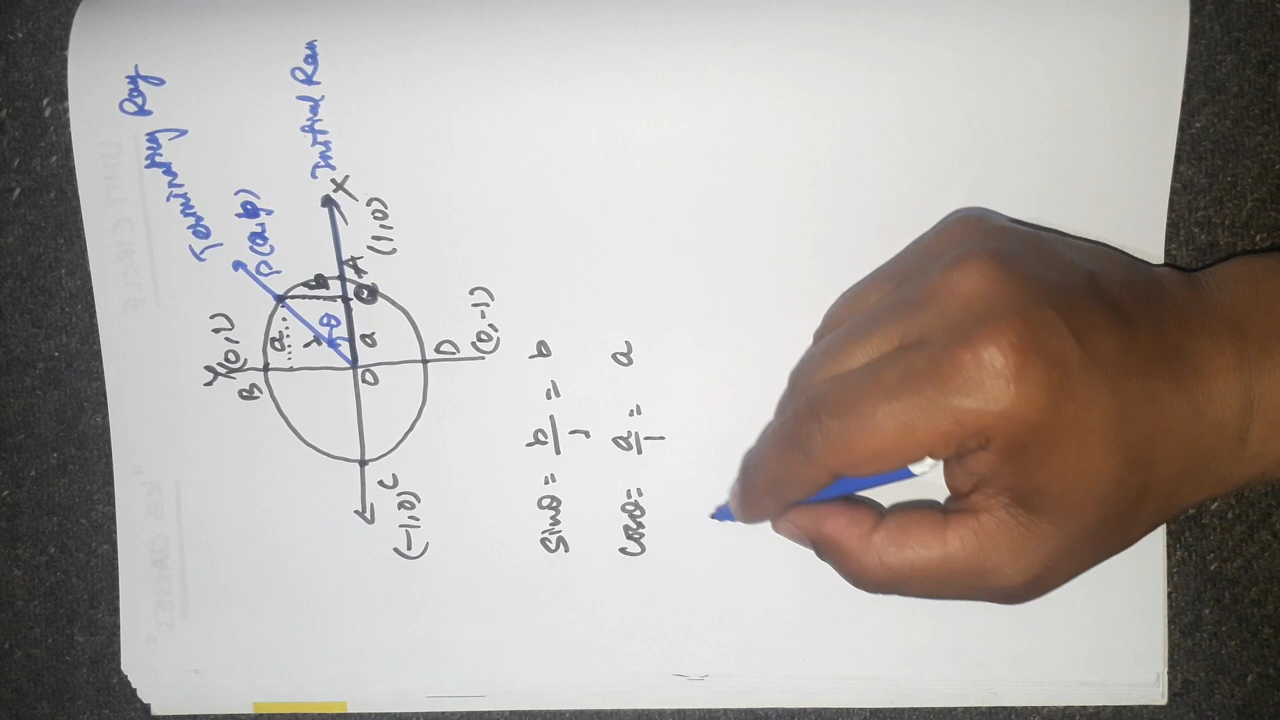 Terminating Ray
Initial Ray
P(a,b)
Y(0,1)
B
a
b
θ
X
A
(1,0)
Q
a
O
C
(-1,0)
D
(0,-1)
sinθ = b/1 = b
cosθ = a/1 = a